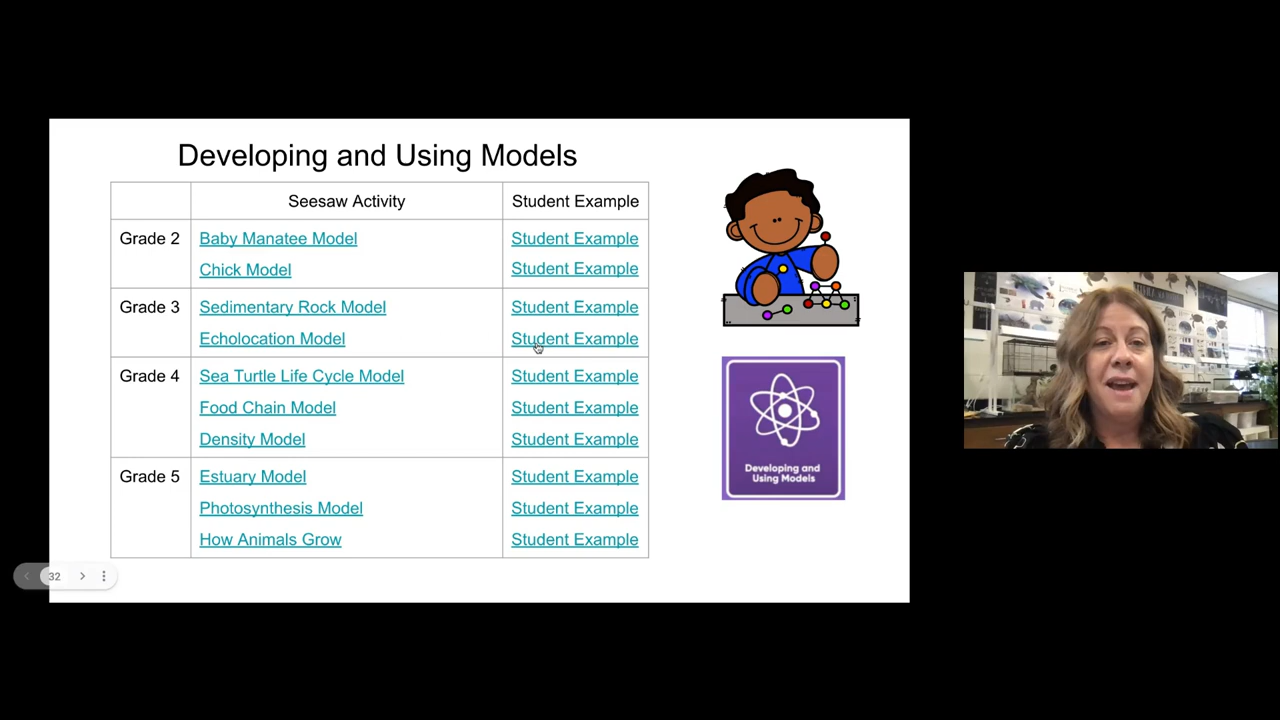 Developing and Using Models
Seesaw Activity Student Example
Grade 2 Baby Manatee Model Student Example
Chick Model Student Example
Grade 3 Sedimentary Rock Model Student Example
Echolocation Model Student Example
Grade 4 Sea Turtle Life Cycle Model Student Example
Food Chain Model Student Example
Density Model Student Example
Grade 5 Estuary Model Student Example
Photosynthesis Model Student Example
How Animals Grow Student Example
Developing and
Using Models
32